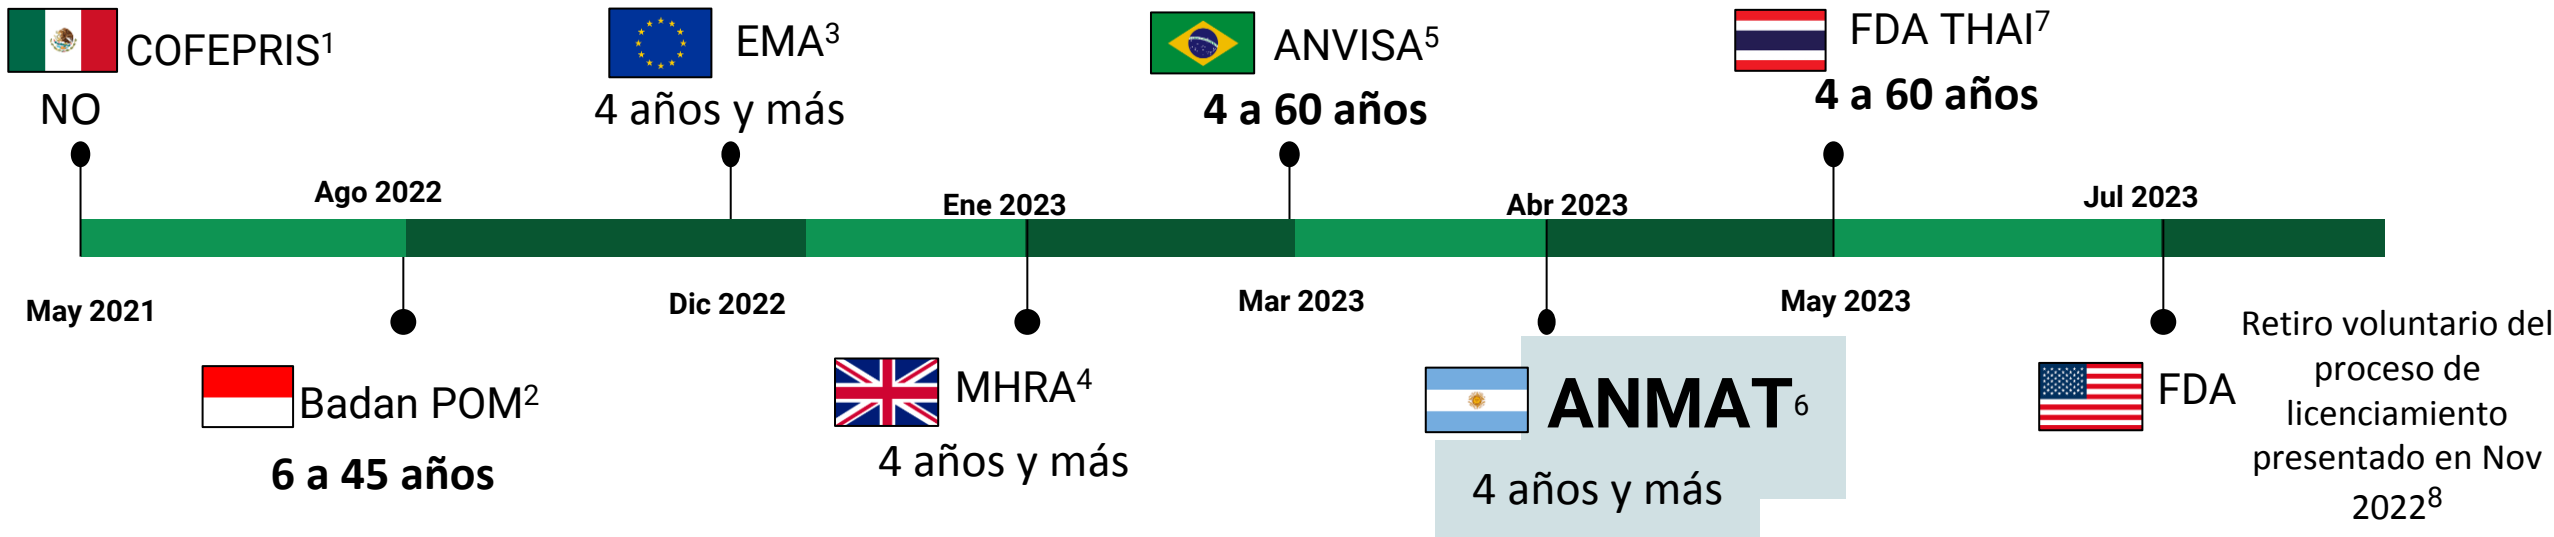 COFEPRIS¹
NO
May 2021
Ago 2022
Badan POM²
6 a 45 años
EMA³
4 años y más
Dic 2022
Ene 2023
MHRA⁴
4 años y más
ANVISA⁵
4 a 60 años
Mar 2023
Abr 2023
ANMAT⁶
4 años y más
FDA THAI⁷
4 a 60 años
May 2023
Jul 2023
FDA
Retiro voluntario del
proceso de
licenciamiento
presentado en Nov
2022⁸